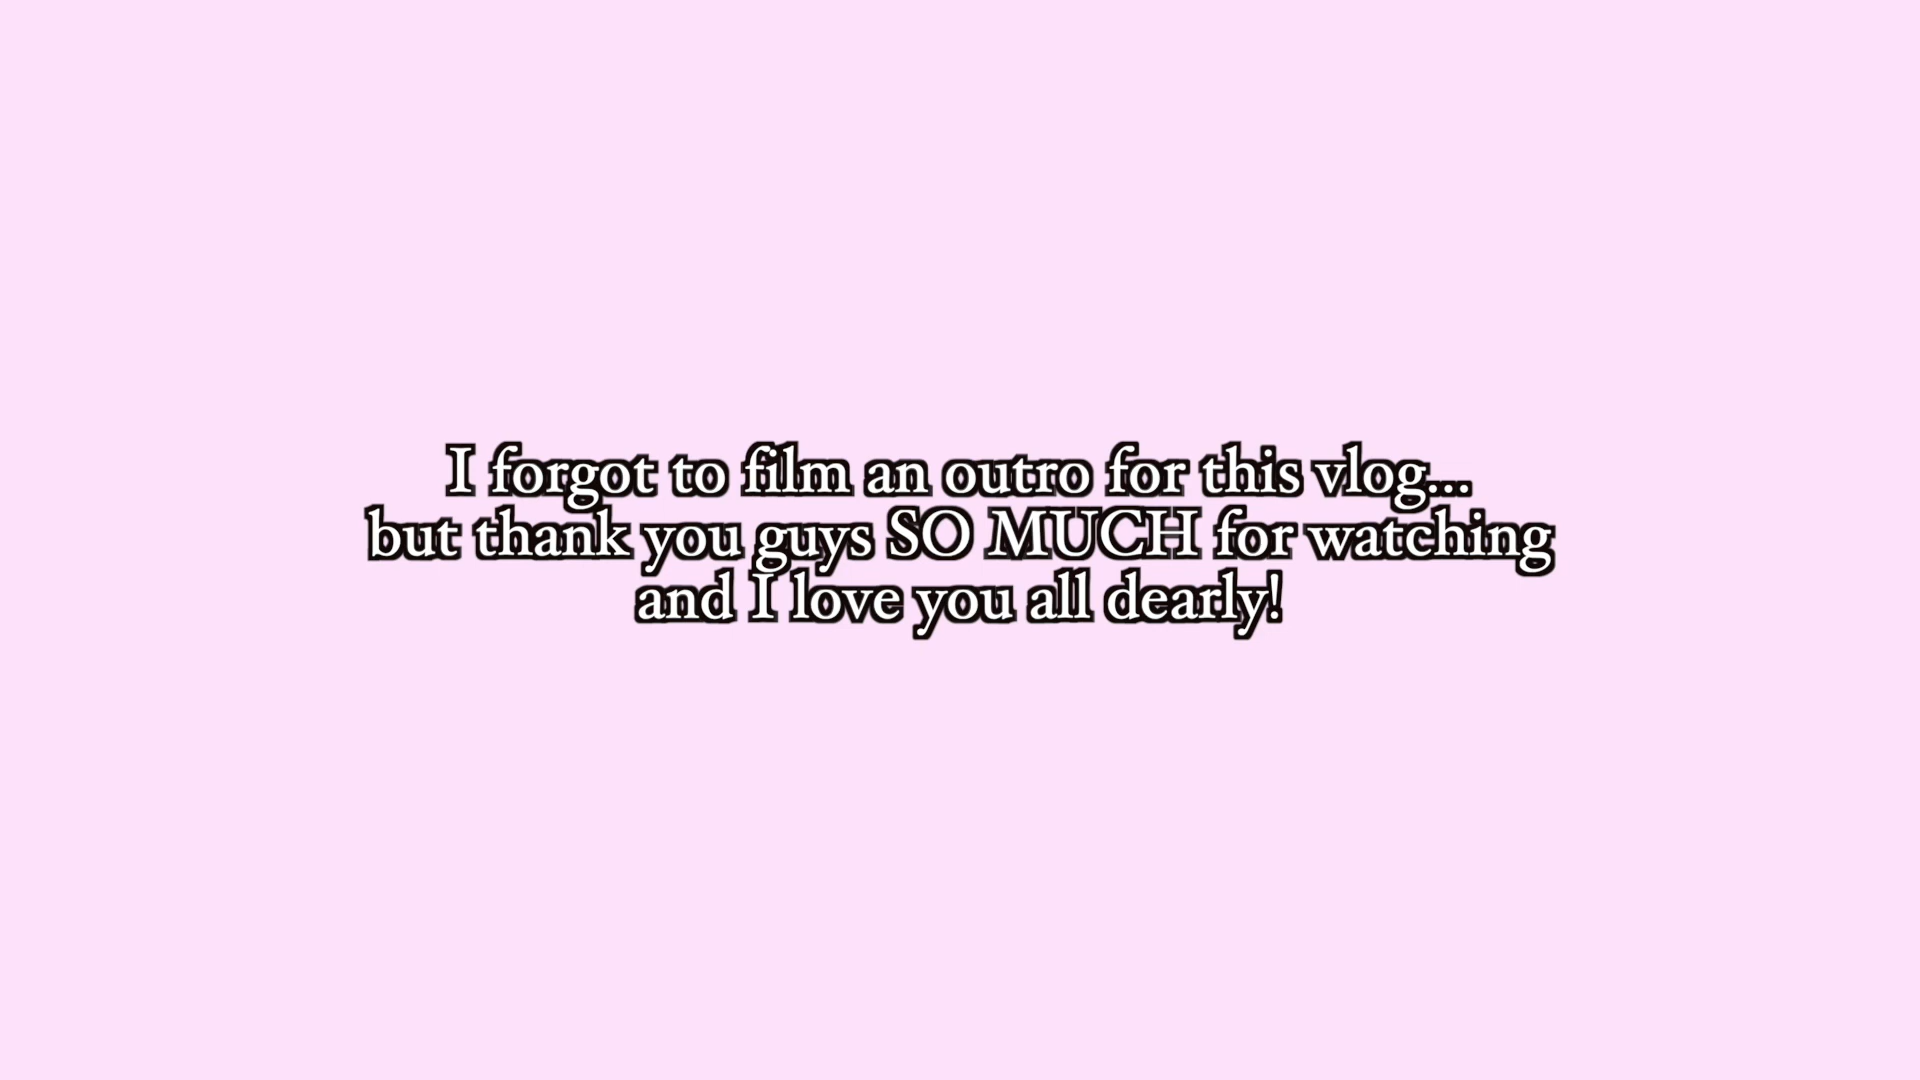 I forgot to film an outro for this vlog...
but thank you guys SO MUCH for watching
and I love you all dearly!